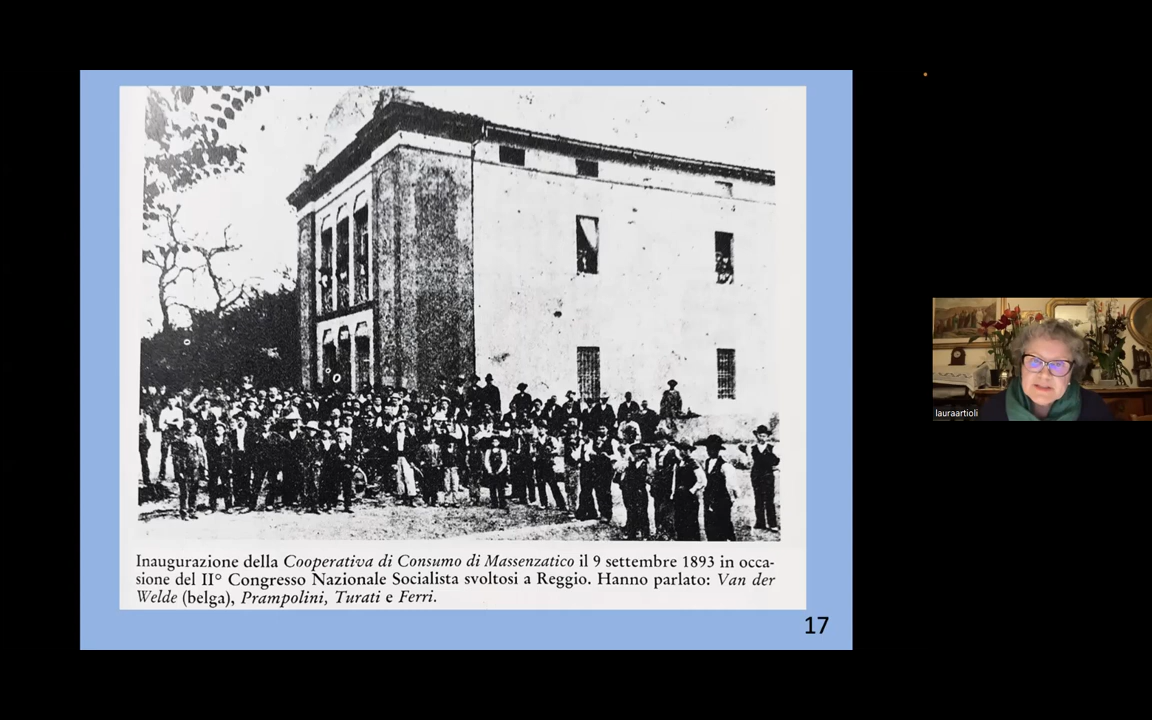 Inaugurazione della Cooperativa di Consumo di Massenzatico il 9 settembre 1893 in occa-
sione del II° Congresso Nazionale Socialista svoltosi a Reggio. Hanno parlato: Van der
Welde (belga), Prampolini, Turati e Ferri.
17
lauraartioli